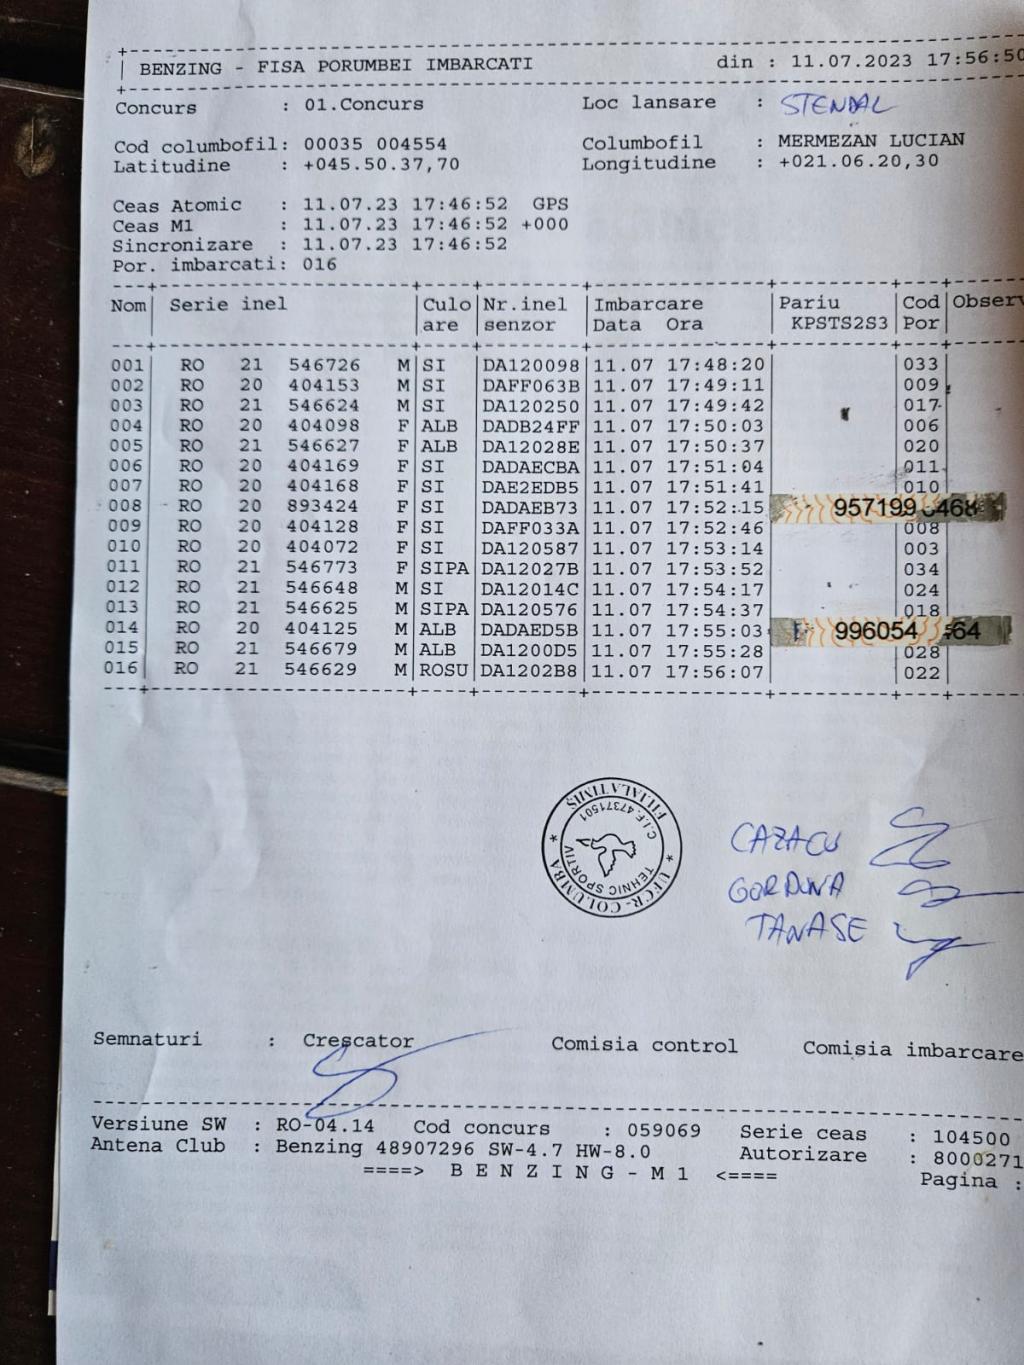 BENZING - FISA PORUMBEI IMBARCATI din : 11.07.2023 17:56:50
Concurs : 01.Concurs Loc lansare : STENDAL
Cod columbofil: 00035 004554 Columbofil : MERMEZAN LUCIAN
Latitudine : +045.50.37,70 Longitudine : +021.06.20,30
Ceas Atomic : 11.07.23 17:46:52 GPS
Ceas M1 : 11.07.23 17:46:52 +000
Sincronizare : 11.07.23 17:46:52
Por. imbarcati: 016
Nom Serie inel Culo Nr.inel Imbarcare Pariu Cod Observ
are senzor Data Ora KPSTS2S3 Por
001 RO 21 546726 M SI DA120098 11.07 17:48:20 033
002 RO 20 404153 M SI DAFF063B 11.07 17:49:11 009
003 RO 21 546624 M SI DA120250 11.07 17:49:42 017
004 RO 20 404098 F ALB DADB24FF 11.07 17:50:03 006
005 RO 21 546627 F ALB DA12028E 11.07 17:50:37 020
006 RO 20 404169 F SI DADAECBA 11.07 17:51:04 011
007 RO 20 404168 F SI DAE2EDB5 11.07 17:51:41 010
008 RO 20 893424 F SI DADAEB73 11.07 17:52:15 957199 468
009 RO 20 404128 F SI DAFF033A 11.07 17:52:46 008
010 RO 20 404072 F SI DA120587 11.07 17:53:14 003
011 RO 21 546773 F SIPA DA12027B 11.07 17:53:52 034
012 RO 21 546648 M SI DA12014C 11.07 17:54:17 024
013 RO 21 546625 M SIPA DA120576 11.07 17:54:37 018
014 RO 20 404125 M ALB DADAED5B 11.07 17:55:03 996054 64
015 RO 21 546679 M ALB DA1200D5 11.07 17:55:28 028
016 RO 21 546629 M ROSU DA1202B8 11.07 17:56:07 022
UFCR-COLUMBA * FILIALA TIMIȘ *
TEHNIC SPORTIV C.I.F. 47371501
CAZACU
GORDUNA
TANASE
Semnaturi : Crescator Comisia control Comisia imbarcare
Versiune SW : RO-04.14 Cod concurs : 059069 Serie ceas : 104500
Antena Club : Benzing 48907296 SW-4.7 HW-8.0 Autorizare : 8000271
====> B E N Z I N G - M 1 <==== Pagina :